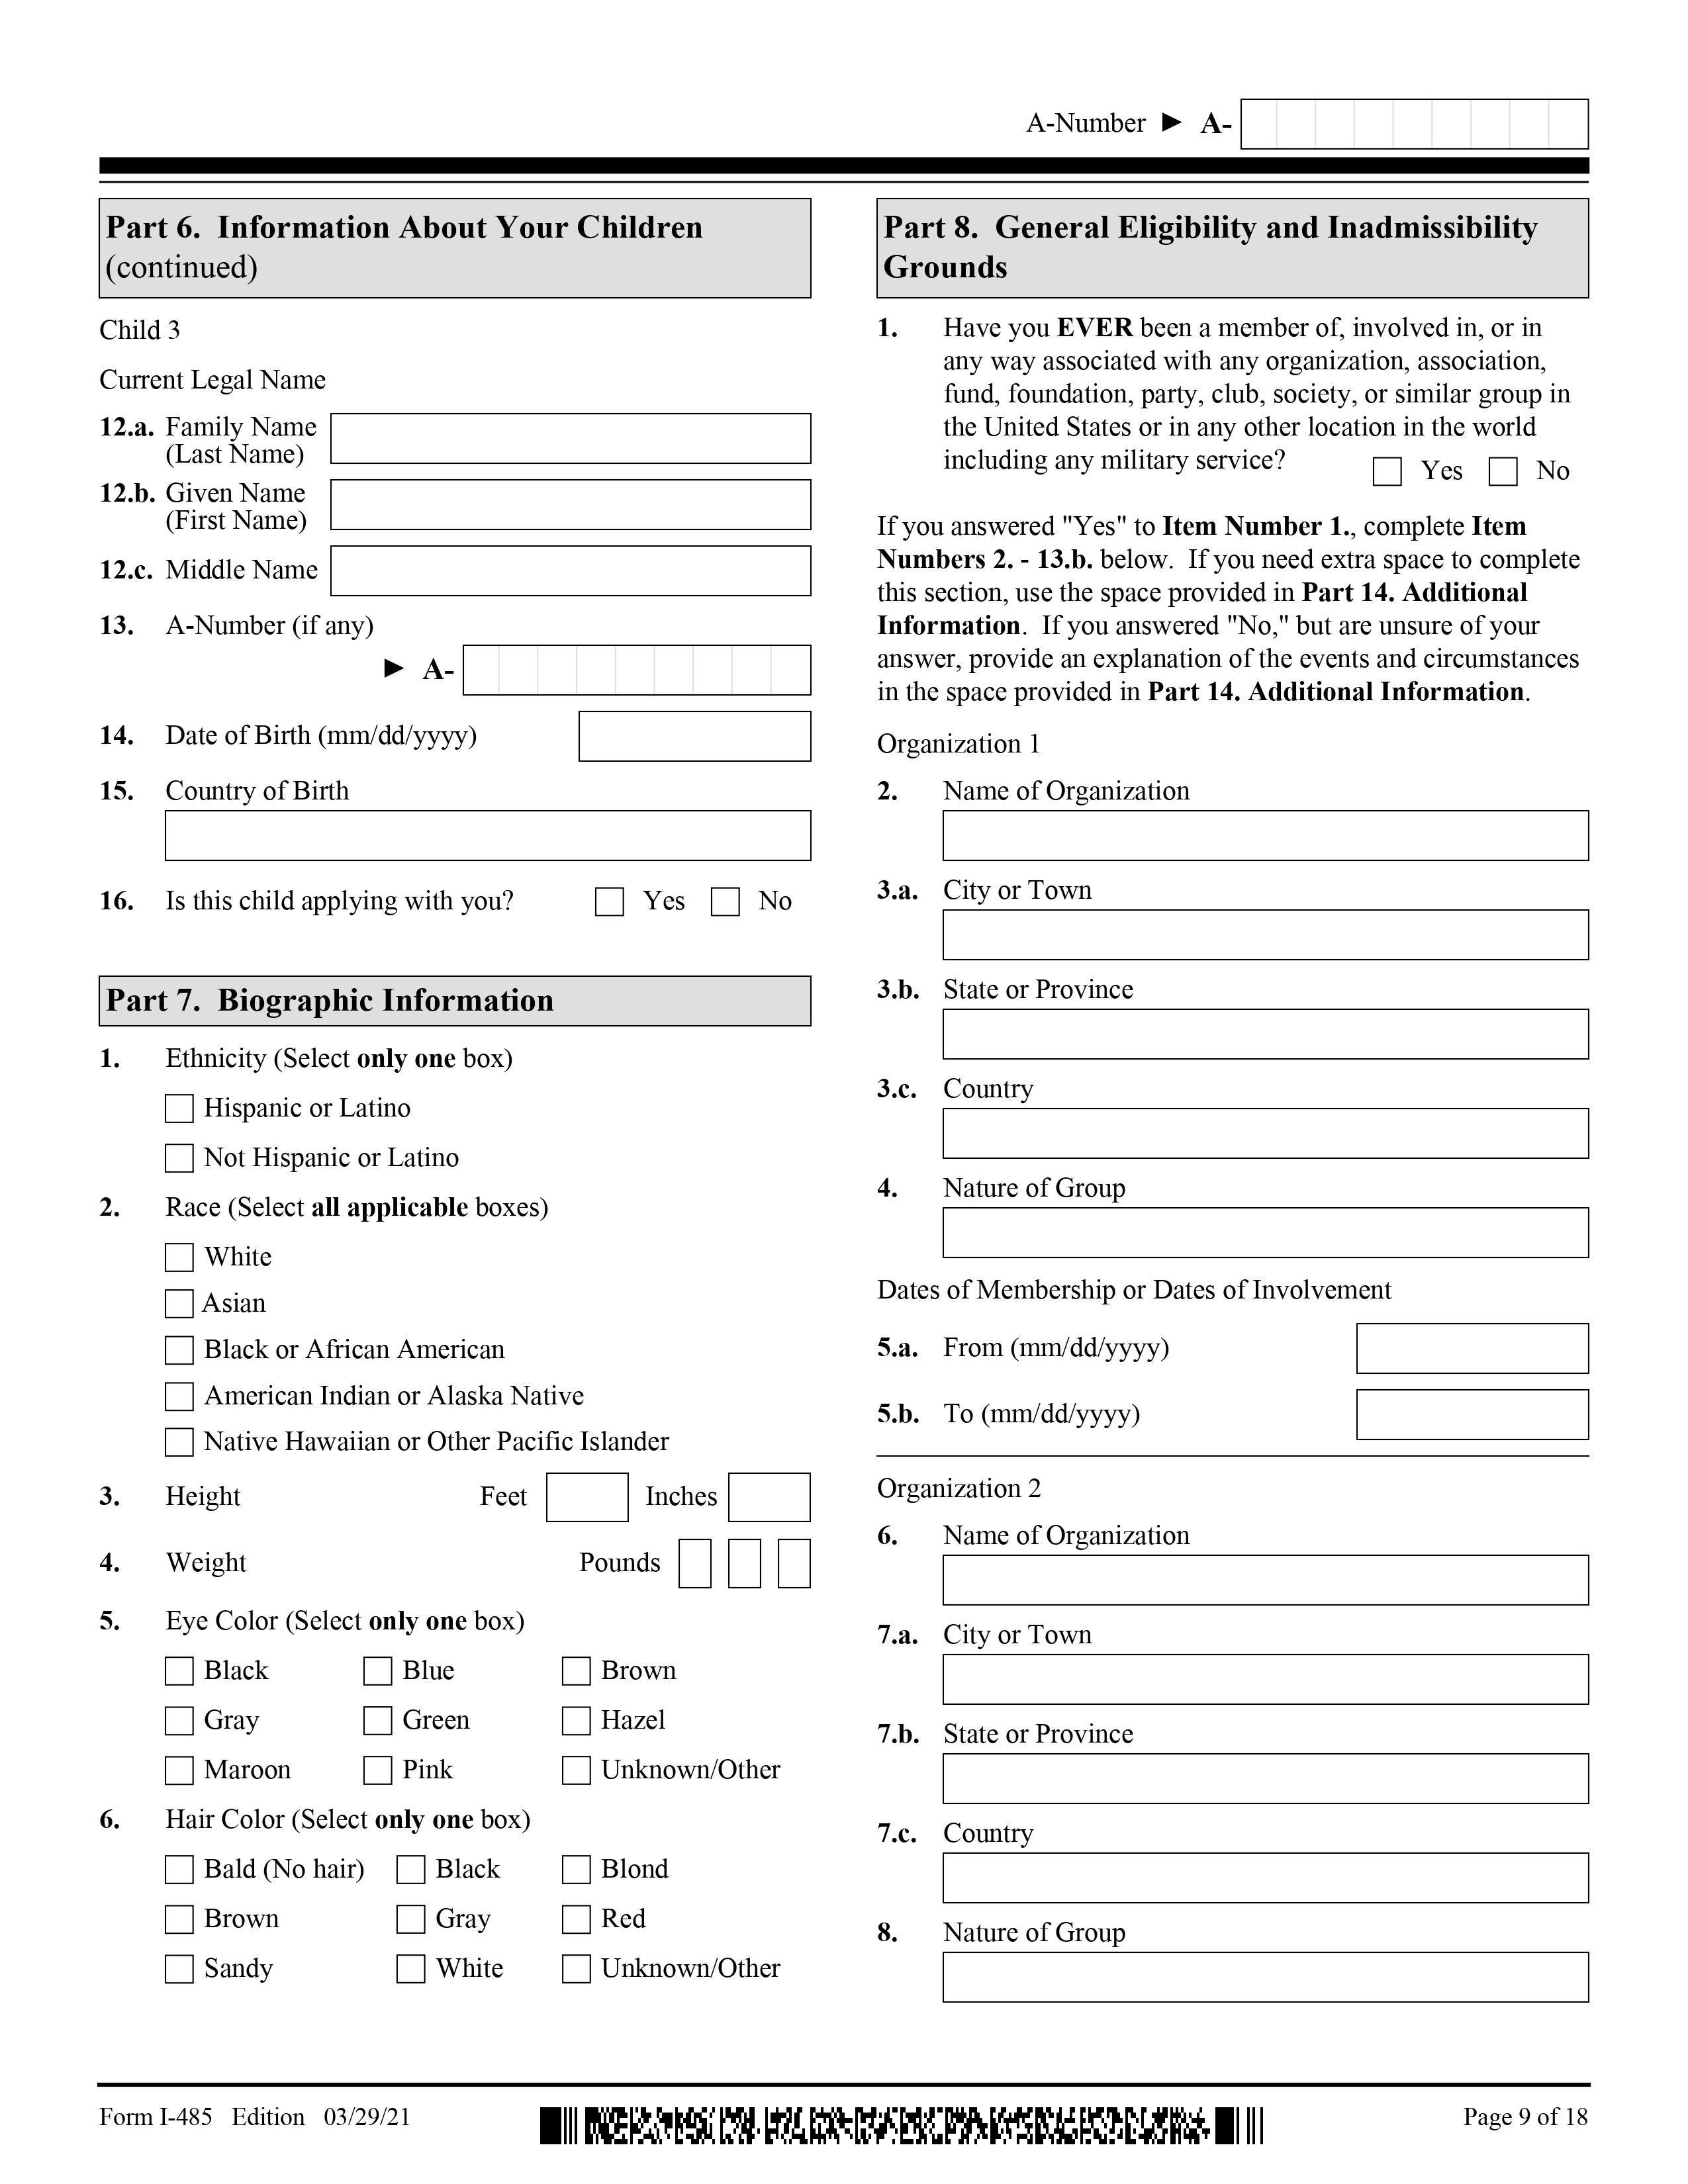 A-Number ► A-
Part 6. Information About Your Children
(continued)
Child 3
Current Legal Name
12.a. Family Name
(Last Name)
12.b. Given Name
(First Name)
12.c. Middle Name
13. A-Number (if any)
► A-
14. Date of Birth (mm/dd/yyyy)
15. Country of Birth
16. Is this child applying with you? Yes No
Part 7. Biographic Information
1. Ethnicity (Select only one box)
Hispanic or Latino
Not Hispanic or Latino
2. Race (Select all applicable boxes)
White
Asian
Black or African American
American Indian or Alaska Native
Native Hawaiian or Other Pacific Islander
3. Height Feet Inches
4. Weight Pounds
5. Eye Color (Select only one box)
Black Blue Brown
Gray Green Hazel
Maroon Pink Unknown/Other
6. Hair Color (Select only one box)
Bald (No hair) Black Blond
Brown Gray Red
Sandy White Unknown/Other
Part 8. General Eligibility and Inadmissibility
Grounds
1. Have you EVER been a member of, involved in, or in
any way associated with any organization, association,
fund, foundation, party, club, society, or similar group in
the United States or in any other location in the world
including any military service? Yes No
If you answered "Yes" to Item Number 1., complete Item
Numbers 2. - 13.b. below. If you need extra space to complete
this section, use the space provided in Part 14. Additional
Information. If you answered "No," but are unsure of your
answer, provide an explanation of the events and circumstances
in the space provided in Part 14. Additional Information.
Organization 1
2. Name of Organization
3.a. City or Town
3.b. State or Province
3.c. Country
4. Nature of Group
Dates of Membership or Dates of Involvement
5.a. From (mm/dd/yyyy)
5.b. To (mm/dd/yyyy)
Organization 2
6. Name of Organization
7.a. City or Town
7.b. State or Province
7.c. Country
8. Nature of Group
Form I-485 Edition 03/29/21
Page 9 of 18